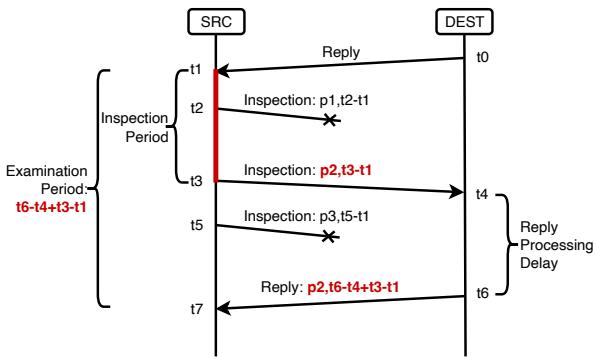 SRC
DEST
Reply
t0
t1
Inspection: p1,t2-t1
t2
Inspection
Period
Inspection: p2,t3-t1
t3
t4
Examination
Period:
t6-t4+t3-t1
Inspection: p3,t5-t1
t5
Reply
Processing
Delay
Reply: p2,t6-t4+t3-t1
t6
t7